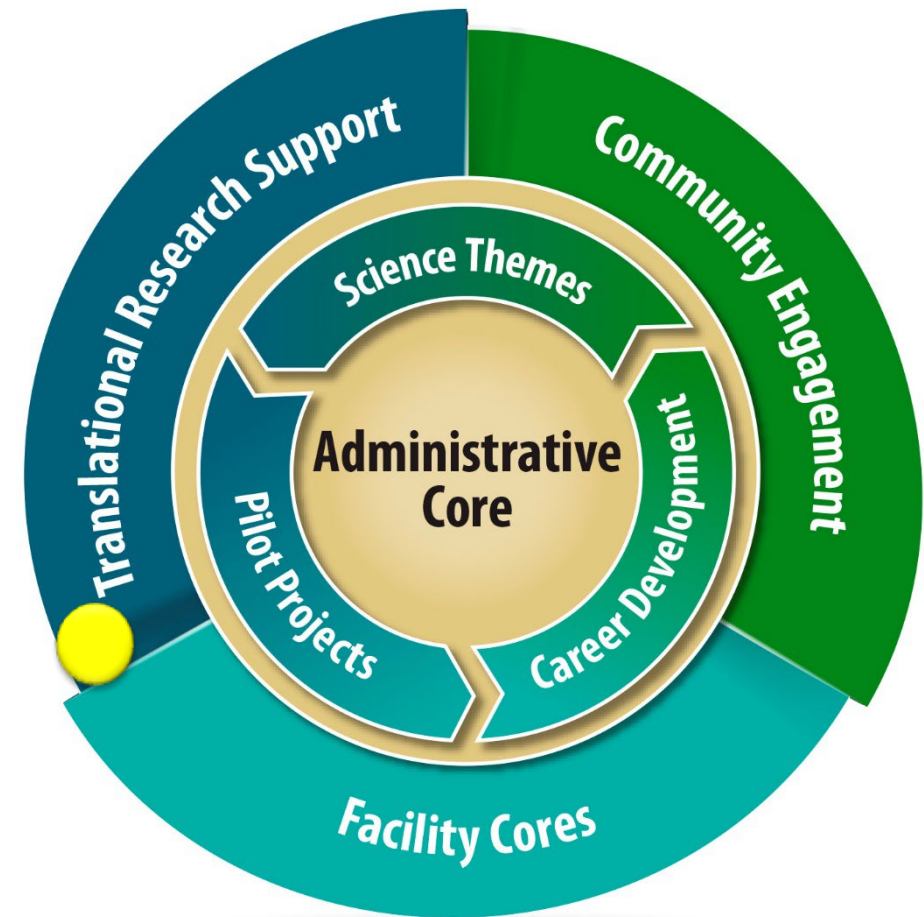 Translational Research Support
Community Engagement
Science Themes
Administrative
Core
Pilot Projects
Career Development
Facility Cores